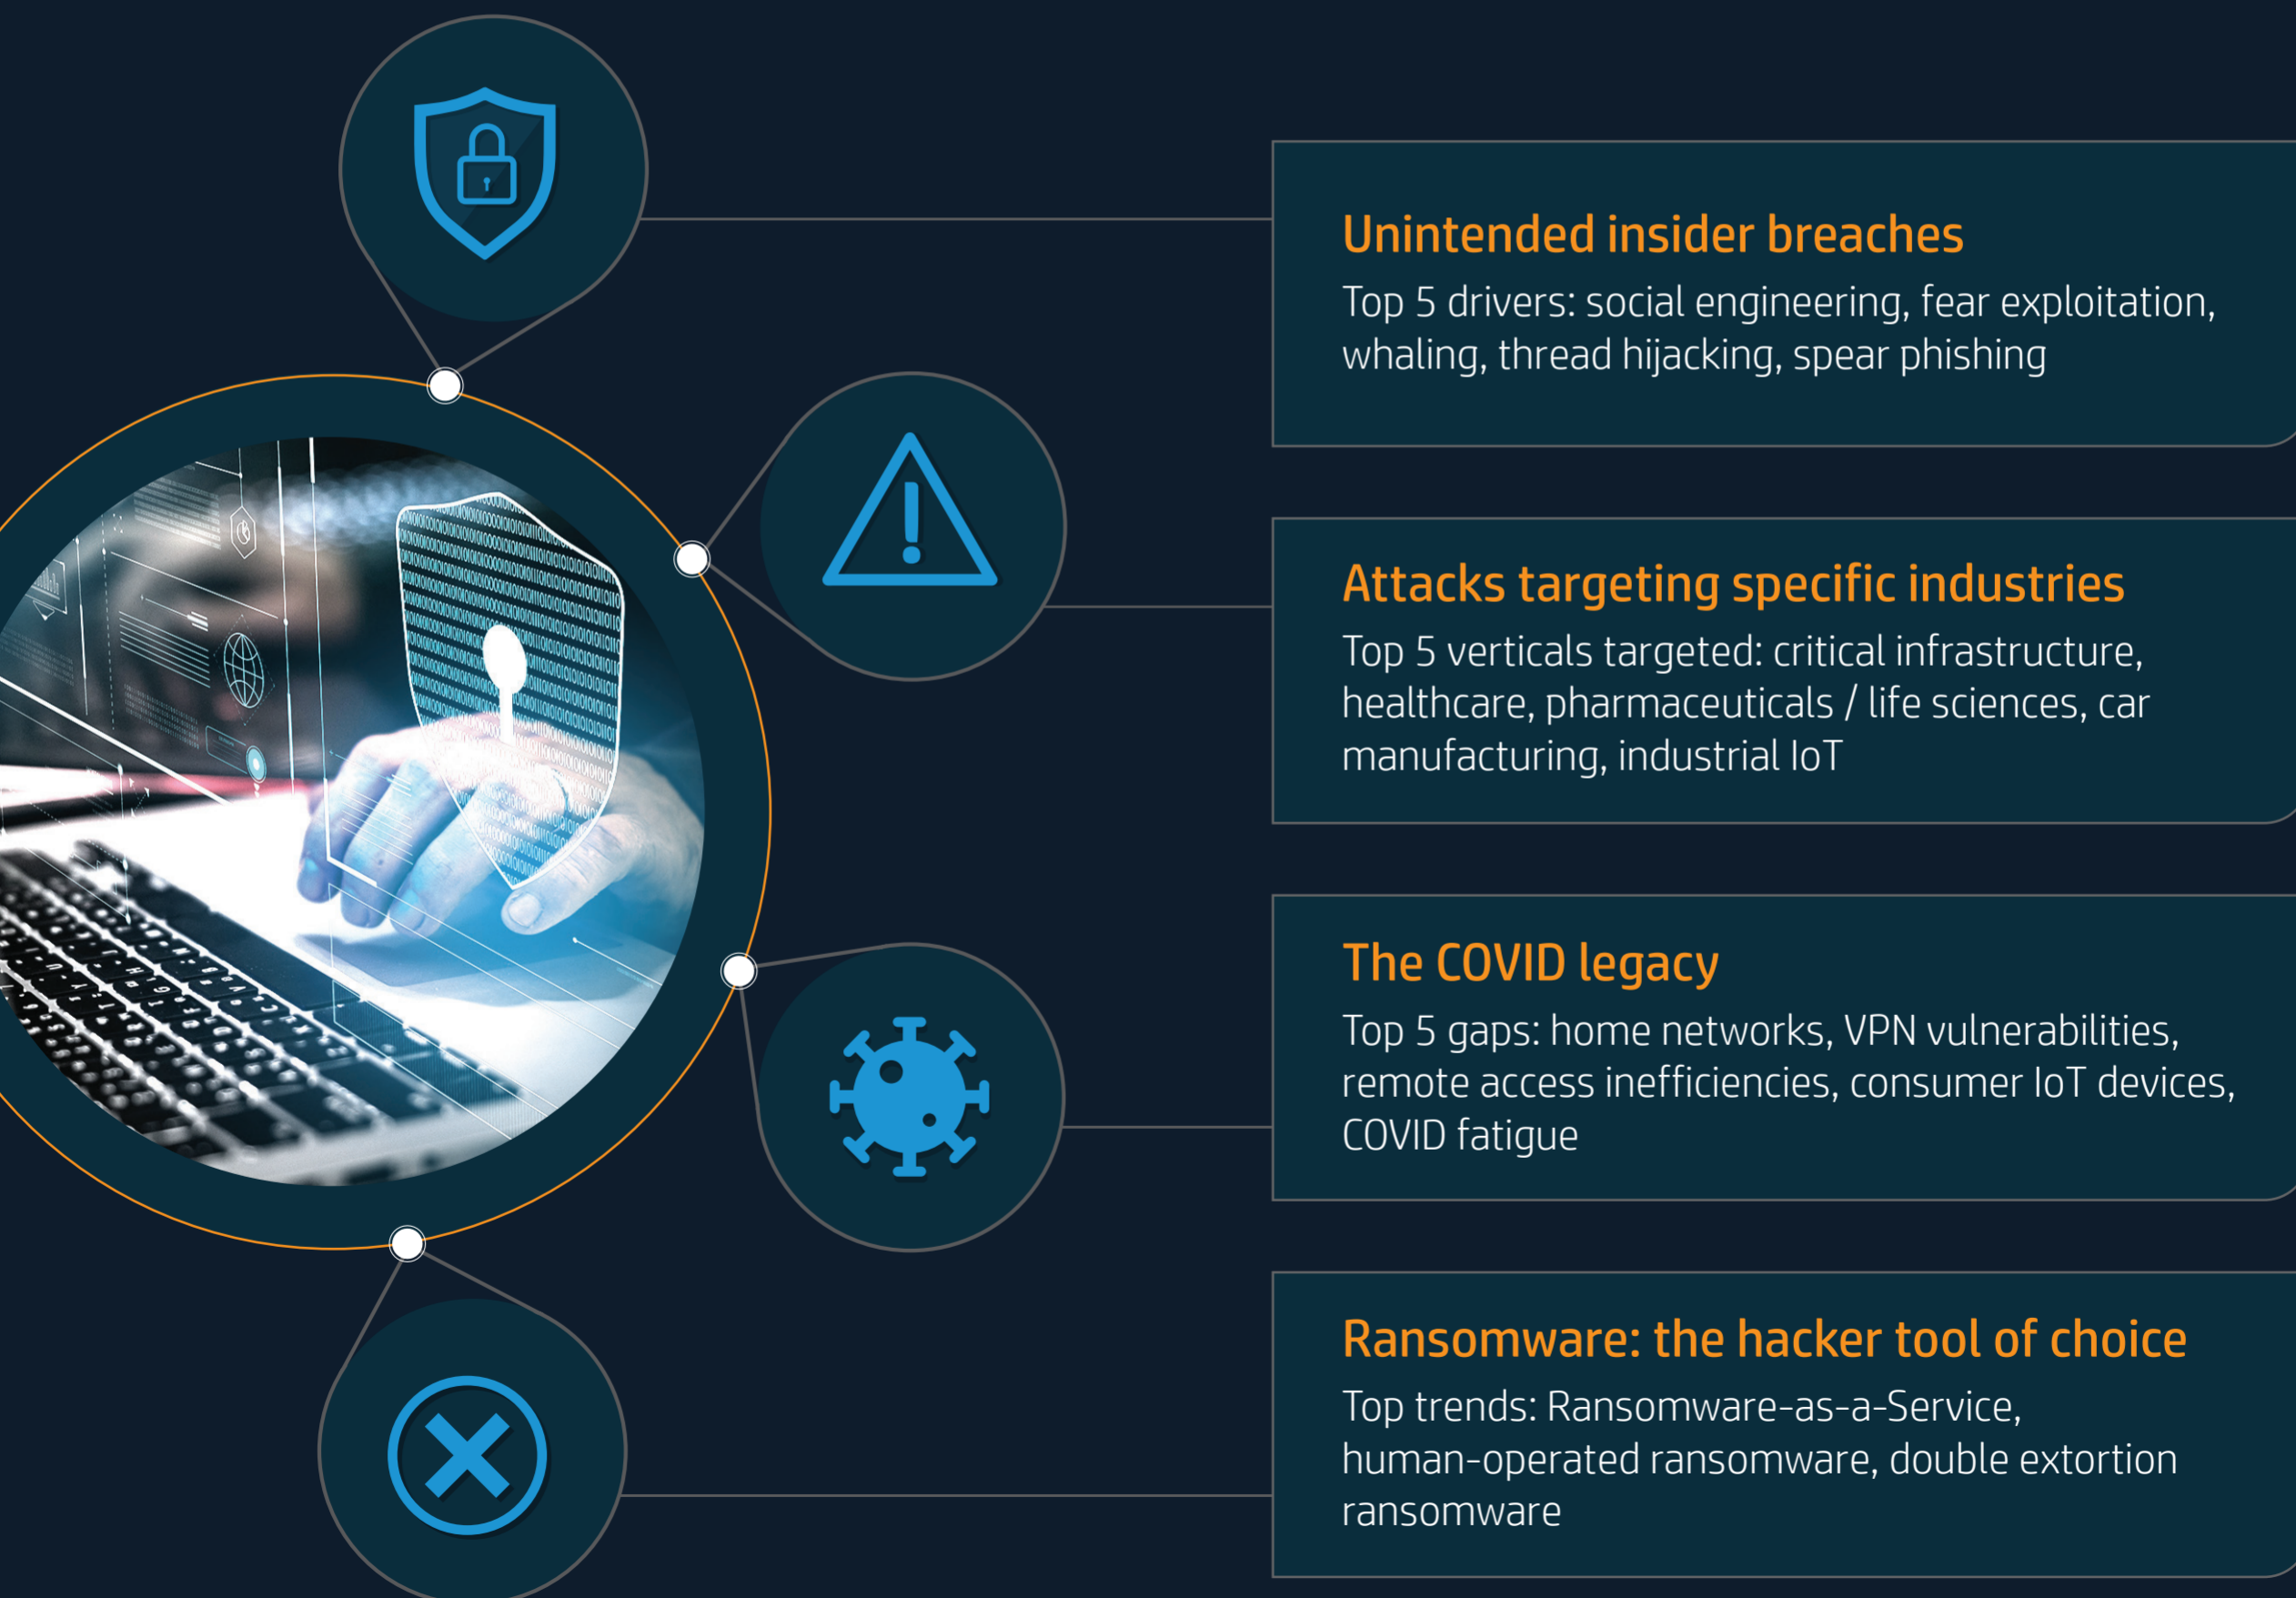 Unintended insider breaches
Top 5 drivers: social engineering, fear exploitation,
whaling, thread hijacking, spear phishing
Attacks targeting specific industries
Top 5 verticals targeted: critical infrastructure,
healthcare, pharmaceuticals / life sciences, car
manufacturing, industrial IoT
The COVID legacy
Top 5 gaps: home networks, VPN vulnerabilities,
remote access inefficiencies, consumer IoT devices,
COVID fatigue
Ransomware: the hacker tool of choice
Top trends: Ransomware-as-a-Service,
human-operated ransomware, double extortion
ransomware